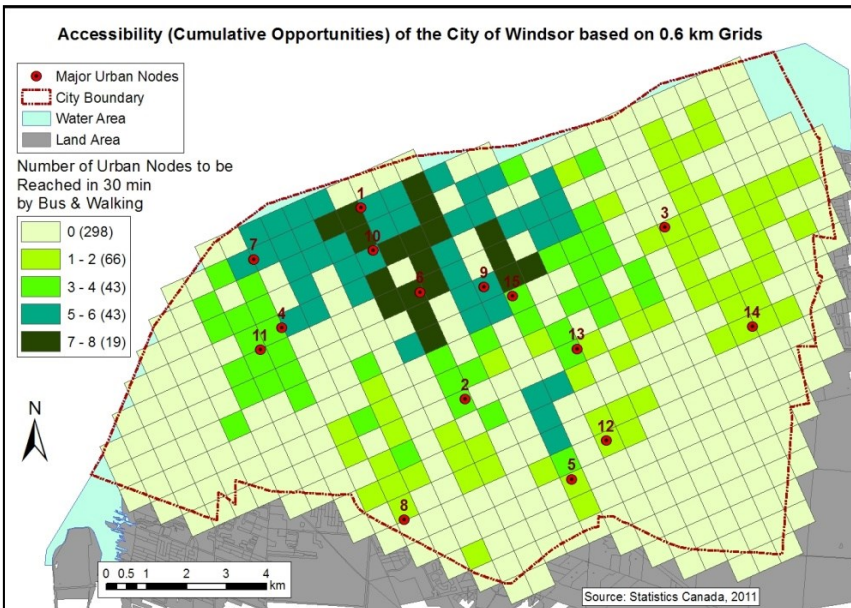 Accessibility (Cumulative Opportunities) of the City of Windsor based on 0.6 km Grids
Major Urban Nodes
City Boundary
Water Area
Land Area
Number of Urban Nodes to be
Reached in 30 min
by Bus & Walking
0 (298)
1 - 2 (66)
3 - 4 (43)
5 - 6 (43)
7 - 8 (19)
1
3
10
7
9
6
15
4
14
11
13
2
12
5
8
N
0 0.5 1 2 3 4
km
Source: Statistics Canada, 2011